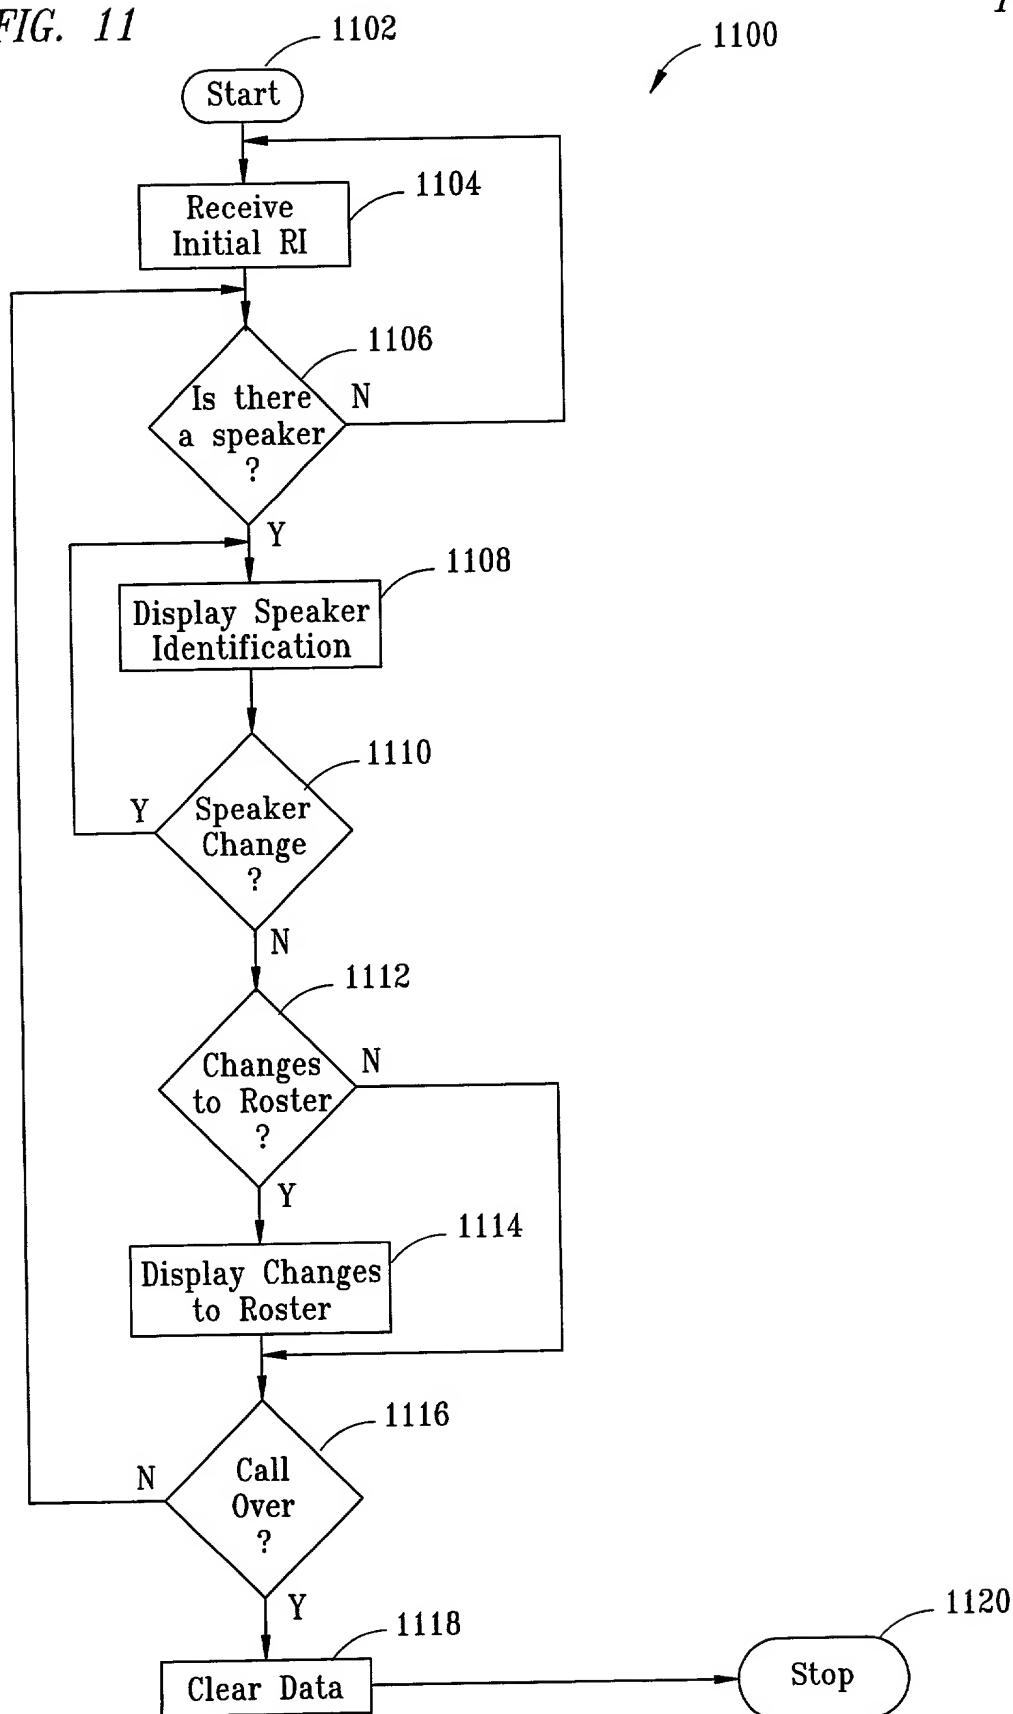 FIG. 11
1102
1100
Start
1104
Receive
Initial RI
1106
Is there
a speaker
?
N
Y
1108
Display Speaker
Identification
1110
Speaker
Change
?
Y
N
1112
Changes
to Roster
?
N
Y
1114
Display Changes
to Roster
1116
Call
Over
?
N
Y
1118
Clear Data
1120
Stop